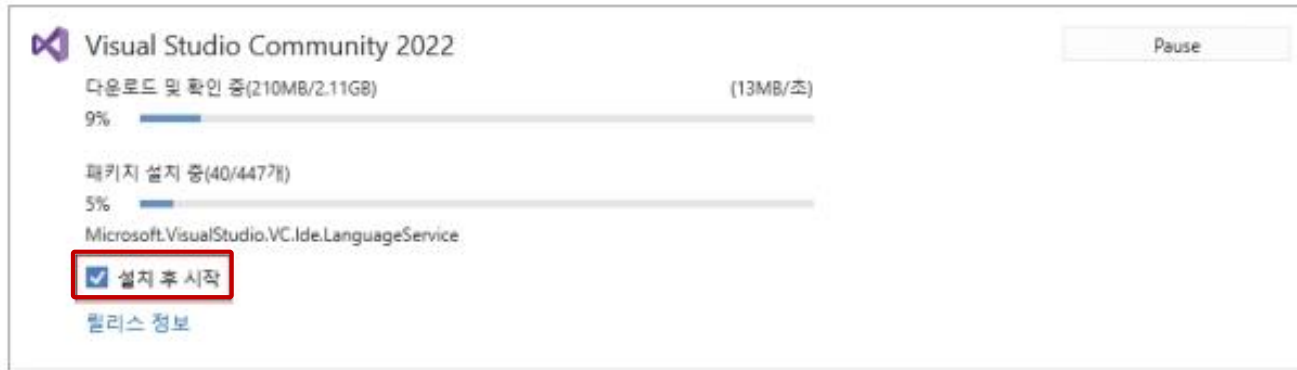 Visual Studio Community 2022
Pause
다운로드 및 확인 중(210MB/2.11GB)
(13MB/초)
9%
패키지 설치 중(40/447개)
5%
Microsoft.VisualStudio.VC.Ide.LanguageService
설치 후 시작
릴리스 정보